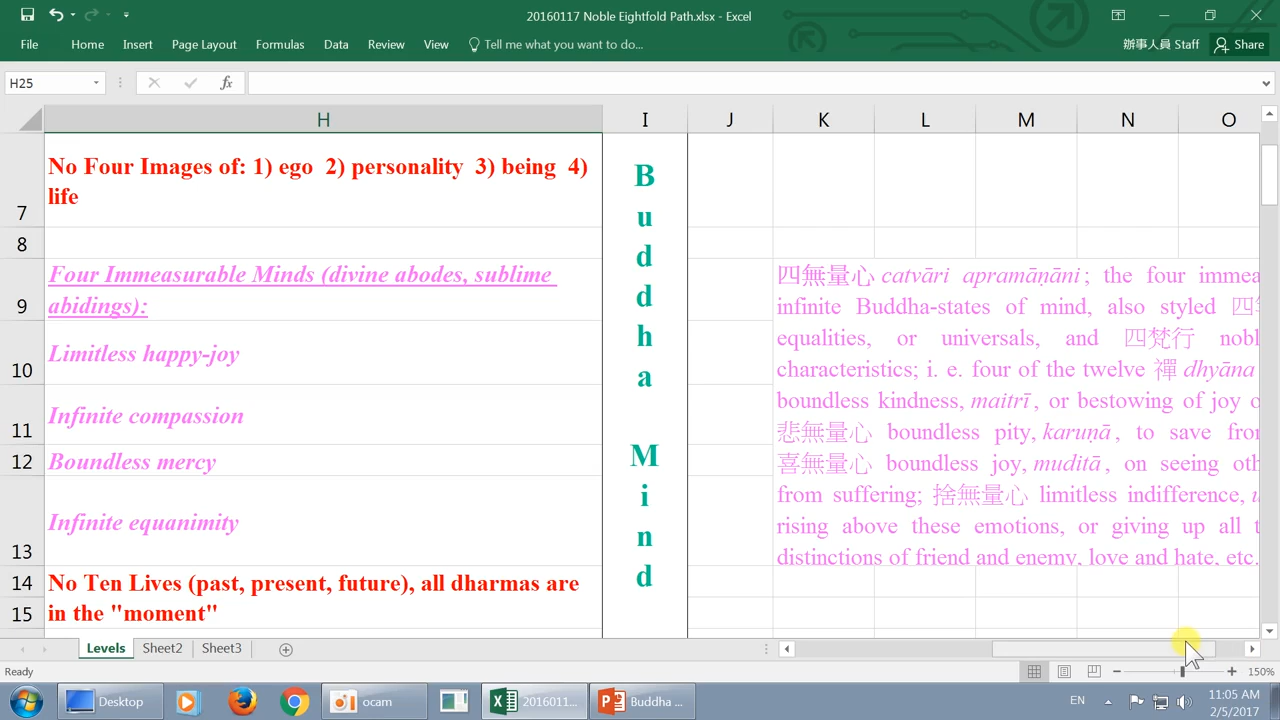 20160117 Noble Eightfold Path.xlsx - Excel
File Home Insert Page Layout Formulas Data Review View Tell me what you want to do... 辦事人員 Staff Share
H25 fx
H I J K L M N O
7 No Four Images of: 1) ego 2) personality 3) being 4)
life
8
9 Four Immeasurable Minds (divine abodes, sublime
abidings):
10 Limitless happy-joy
11 Infinite compassion
12 Boundless mercy
13 Infinite equanimity
14 No Ten Lives (past, present, future), all dharmas are
15 in the "moment"
B
u
d
d
h
a
M
i
n
d
四無量心 catvāri apramāṇāni; the four immea
infinite Buddha-states of mind, also styled 四
equalities, or universals, and 四梵行 nobl
characteristics; i. e. four of the twelve 禪 dhyāna
boundless kindness, maitrī, or bestowing of joy o
悲無量心 boundless pity, karuṇā, to save from
喜無量心 boundless joy, muditā, on seeing oth
from suffering; 捨無量心 limitless indifference, u
rising above these emotions, or giving up all t
distinctions of friend and enemy, love and hate, etc.
Levels Sheet2 Sheet3
Ready 150%
Desktop ocam 2016011... Buddha ... EN 11:05 AM
2/5/2017